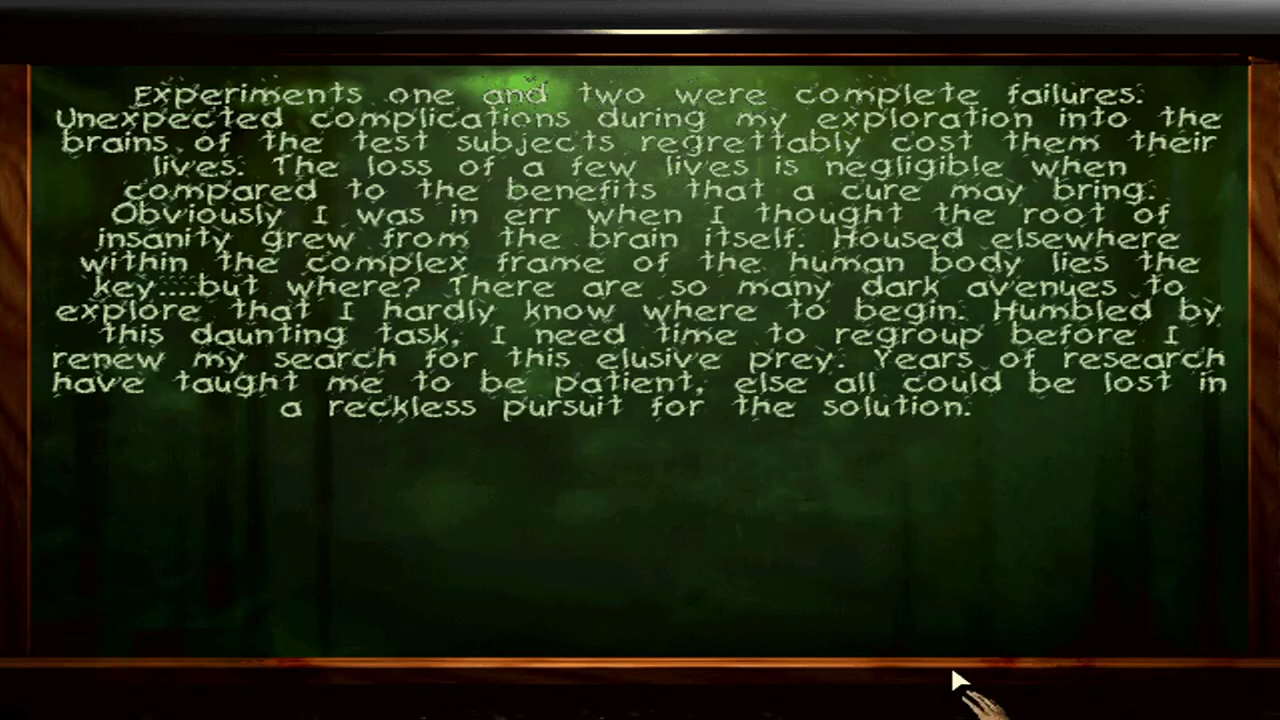 Experiments one and two were complete failures.
Unexpected complications during my exploration into the
brains of the test subjects regrettably cost them their
lives. The loss of a few lives is negligible when
compared to the benefits that a cure may bring.
Obviously I was in err when I thought the root of
insanity grew from the brain itself. Housed elsewhere
within the complex frame of the human body lies the
key....but where? There are so many dark avenues to
explore that I hardly know where to begin. Humbled by
this daunting task, I need time to regroup before I
renew my search for this elusive prey. Years of research
have taught me to be patient, else all could be lost in
a reckless pursuit for the solution.